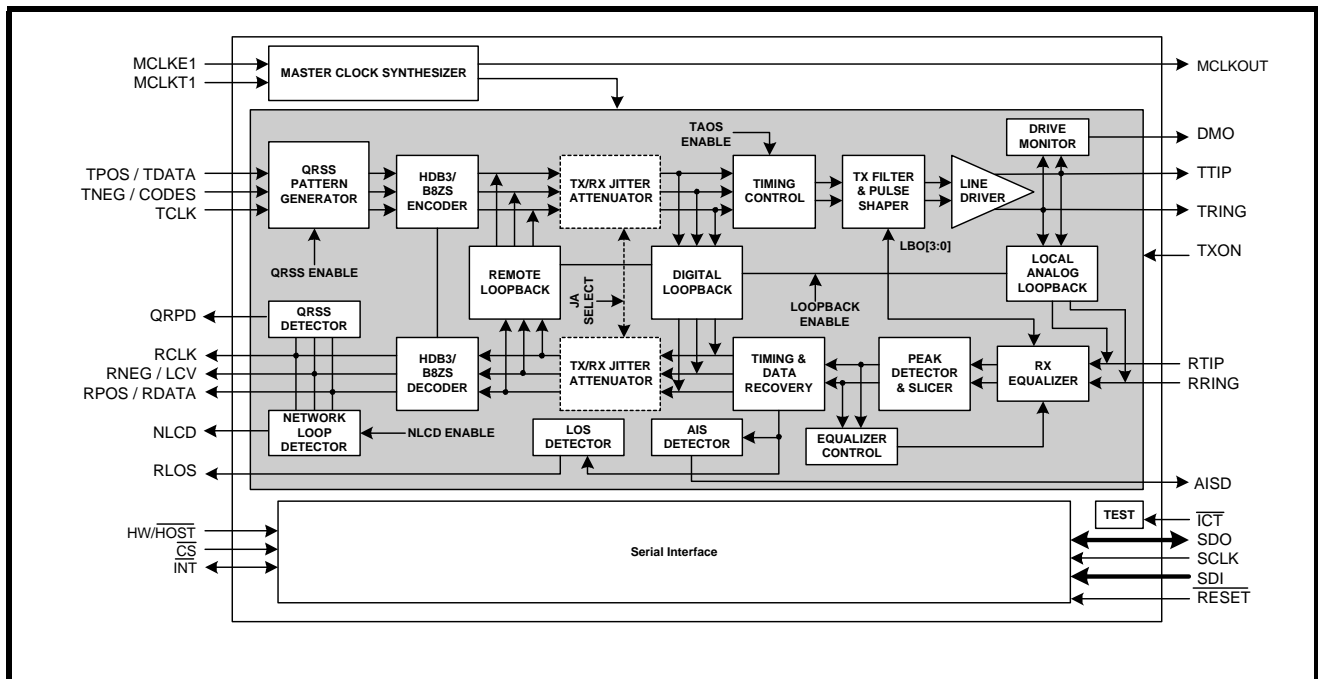 MCLKE1
MCLKT1
MASTER CLOCK SYNTHESIZER
MCLKOUT
TAOS
ENABLE
DRIVE
MONITOR
DMO
TPOS / TDATA
TNEG / CODES
TCLK
QRSS
PATTERN
GENERATOR
HDB3/
B8ZS
ENCODER
TX/RX JITTER
ATTENUATOR
TIMING
CONTROL
TX FILTER
& PULSE
SHAPER
LINE
DRIVER
TTIP
TRING
QRSS ENABLE
REMOTE
LOOPBACK
JA
SELECT
DIGITAL
LOOPBACK
LOOPBACK
ENABLE
LBO[3:0]
LOCAL
ANALOG
LOOPBACK
TXON
QRPD
QRSS
DETECTOR
RCLK
RNEG / LCV
RPOS / RDATA
HDB3/
B8ZS
DECODER
TX/RX JITTER
ATTENUATOR
TIMING &
DATA
RECOVERY
PEAK
DETECTOR
& SLICER
RX
EQUALIZER
RTIP
RRING
NLCD
NETWORK
LOOP
DETECTOR
NLCD ENABLE
LOS
DETECTOR
AIS
DETECTOR
EQUALIZER
CONTROL
RLOS
AISD
HW/HOST
CS
INT
Serial Interface
TEST
ICT
SDO
SCLK
SDI
RESET